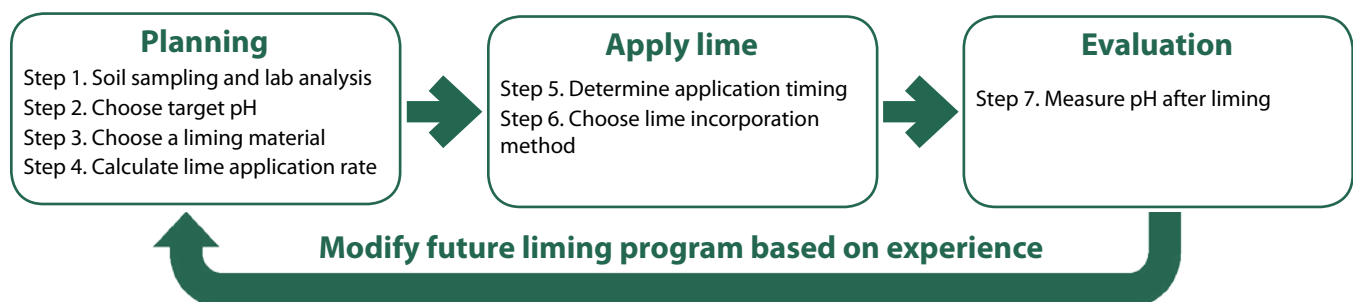 Planning
Step 1. Soil sampling and lab analysis
Step 2. Choose target pH
Step 3. Choose a liming material
Step 4. Calculate lime application rate
Apply lime
Step 5. Determine application timing
Step 6. Choose lime incorporation
method
Evaluation
Step 7. Measure pH after liming
Modify future liming program based on experience